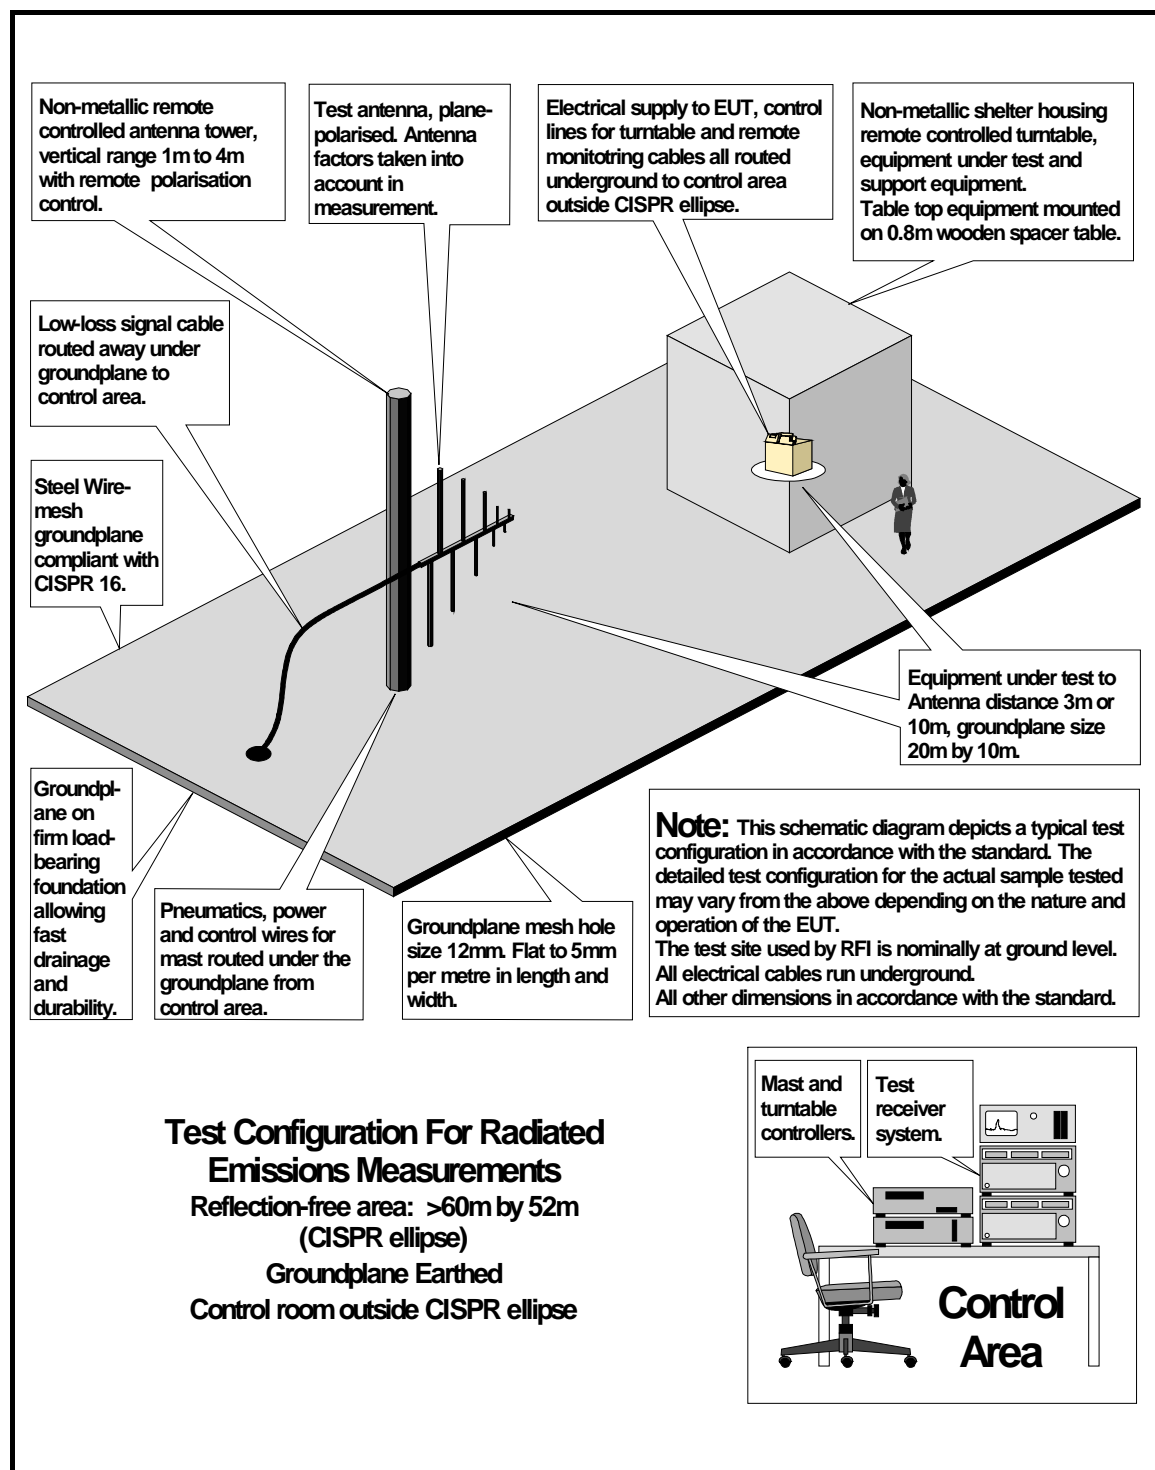 Non-metallic remote
controlled antenna tower,
vertical range 1m to 4m
with remote polarisation
control.
Test antenna, plane-
polarised. Antenna
factors taken into
account in
measurement.
Electrical supply to EUT, control
lines for turntable and remote
monitotring cables all routed
underground to control area
outside CISPR ellipse.
Non-metallic shelter housing
remote controlled turntable,
equipment under test and
support equipment.
Table top equipment mounted
on 0.8m wooden spacer table.
Low-loss signal cable
routed away under
groundplane to
control area.
Steel Wire-
mesh
groundplane
compliant with
CISPR 16.
Equipment under test to
Antenna distance 3m or
10m, groundplane size
20m by 10m.
Groundpl-
ane on
firm load-
bearing
foundation
allowing
fast
drainage
and
durability.
Pneumatics, power
and control wires for
mast routed under the
groundplane from
control area.
Groundplane mesh hole
size 12mm. Flat to 5mm
per metre in length and
width.
Note: This schematic diagram depicts a typical test
configuration in accordance with the standard. The
detailed test configuration for the actual sample tested
may vary from the above depending on the nature and
operation of the EUT.
The test site used by RFI is nominally at ground level.
All electrical cables run underground.
All other dimensions in accordance with the standard.
Test Configuration For Radiated
Emissions Measurements
Reflection-free area: >60m by 52m
(CISPR ellipse)
Groundplane Earthed
Control room outside CISPR ellipse
Mast and
turntable
controllers.
Test
receiver
system.
Control
Area